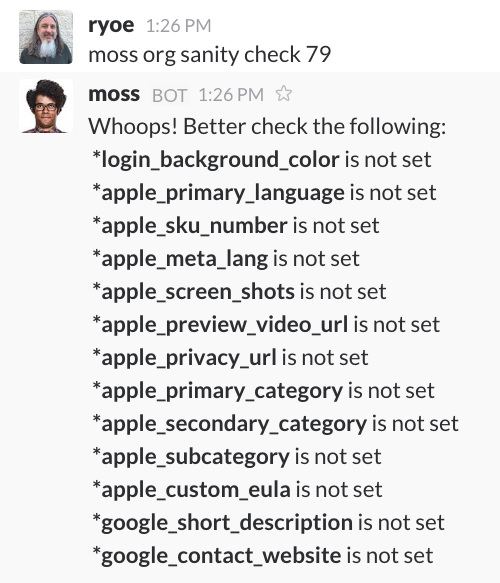 ryoe 1:26 PM
moss org sanity check 79
moss BOT 1:26 PM ☆
Whoops! Better check the following:
*login_background_color is not set
*apple_primary_language is not set
*apple_sku_number is not set
*apple_meta_lang is not set
*apple_screen_shots is not set
*apple_preview_video_url is not set
*apple_privacy_url is not set
*apple_primary_category is not set
*apple_secondary_category is not set
*apple_subcategory is not set
*apple_custom_eula is not set
*google_short_description is not set
*google_contact_website is not set